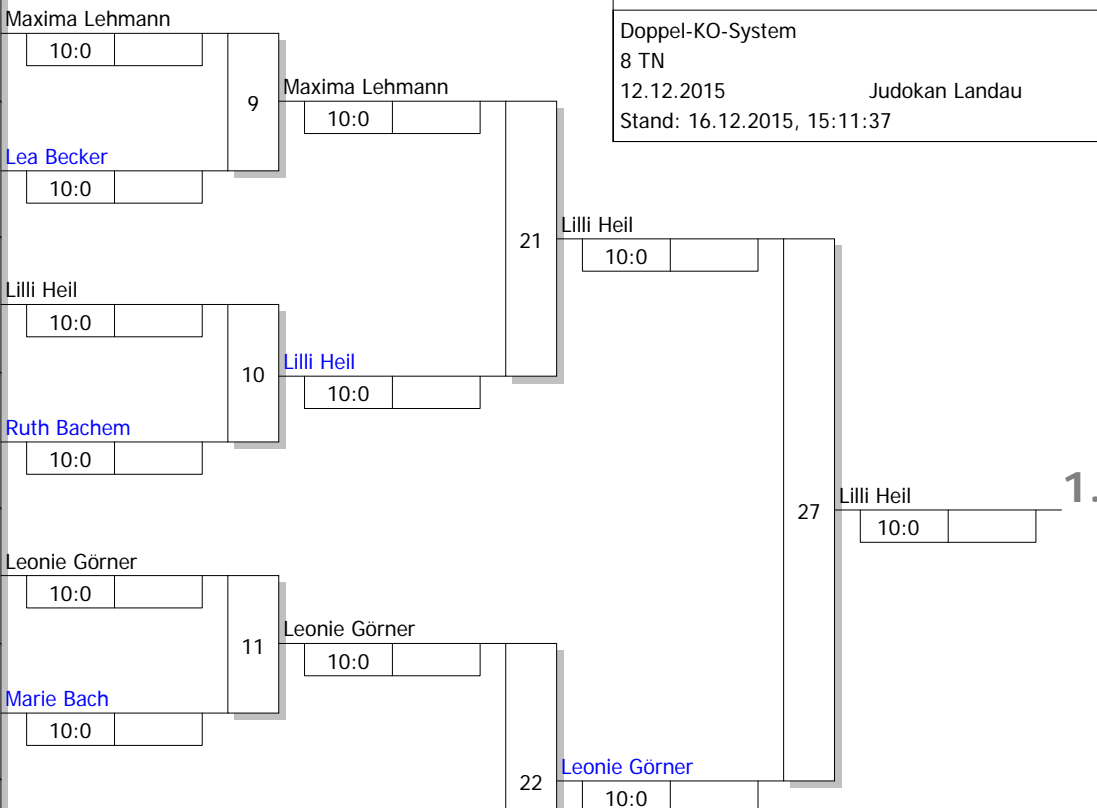 Maxima Lehmann
10:0
Doppel-KO-System
8 TN
12.12.2015 Judokan Landau
Stand: 16.12.2015, 15:11:37
9
Maxima Lehmann
10:0
Lea Becker
10:0
21
Lilli Heil
10:0
Lilli Heil
10:0
10
Lilli Heil
10:0
Ruth Bachem
10:0
27
Lilli Heil
1.
10:0
Leonie Görner
10:0
11
Leonie Görner
10:0
Marie Bach
10:0
22
Leonie Görner
10:0